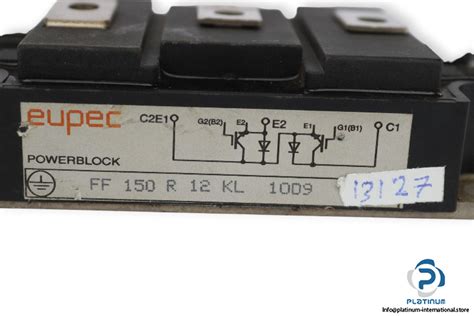 eupec
POWERBLOCK
C2E1 G2(B2) E2 E2 E1 G1(B1) C1
FF 150 R 12 KL 1009
13127
PLATINUM
Info@platinum-international.store